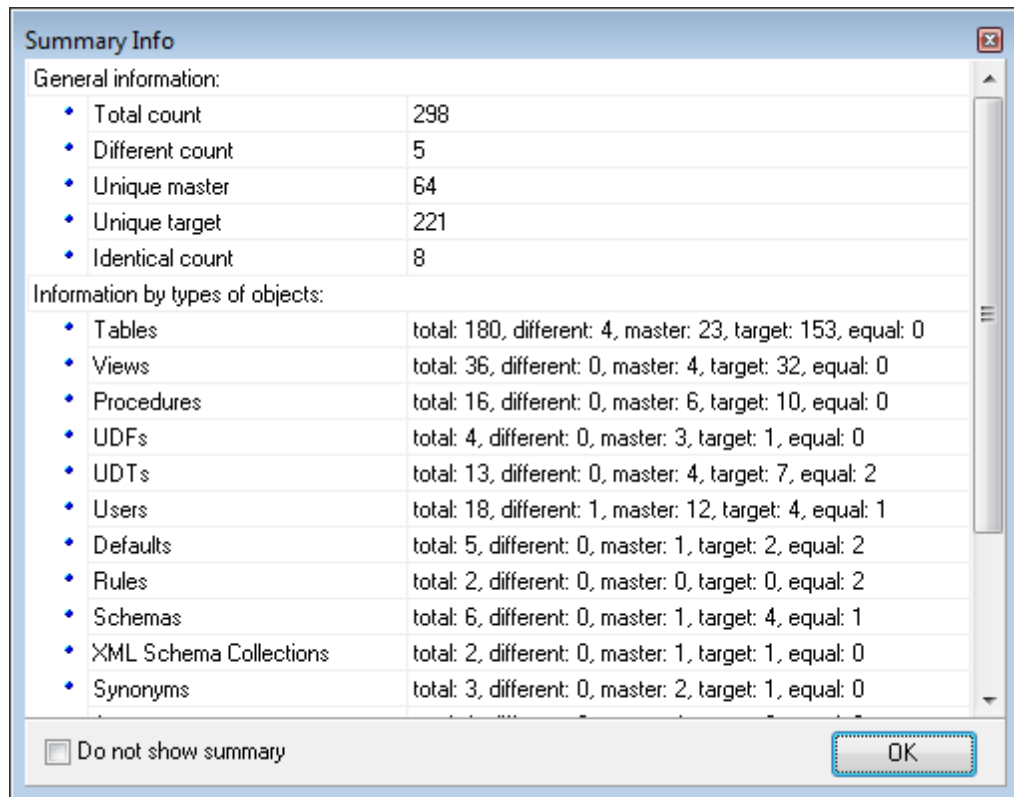 Summary Info
General information:
Total count 298
Different count 5
Unique master 64
Unique target 221
Identical count 8
Information by types of objects:
Tables total: 180, different: 4, master: 23, target: 153, equal: 0
Views total: 36, different: 0, master: 4, target: 32, equal: 0
Procedures total: 16, different: 0, master: 6, target: 10, equal: 0
UDFs total: 4, different: 0, master: 3, target: 1, equal: 0
UDTs total: 13, different: 0, master: 4, target: 7, equal: 2
Users total: 18, different: 1, master: 12, target: 4, equal: 1
Defaults total: 5, different: 0, master: 1, target: 2, equal: 2
Rules total: 2, different: 0, master: 0, target: 0, equal: 2
Schemas total: 6, different: 0, master: 1, target: 4, equal: 1
XML Schema Collections total: 2, different: 0, master: 1, target: 1, equal: 0
Synonyms total: 3, different: 0, master: 2, target: 1, equal: 0
Do not show summary OK